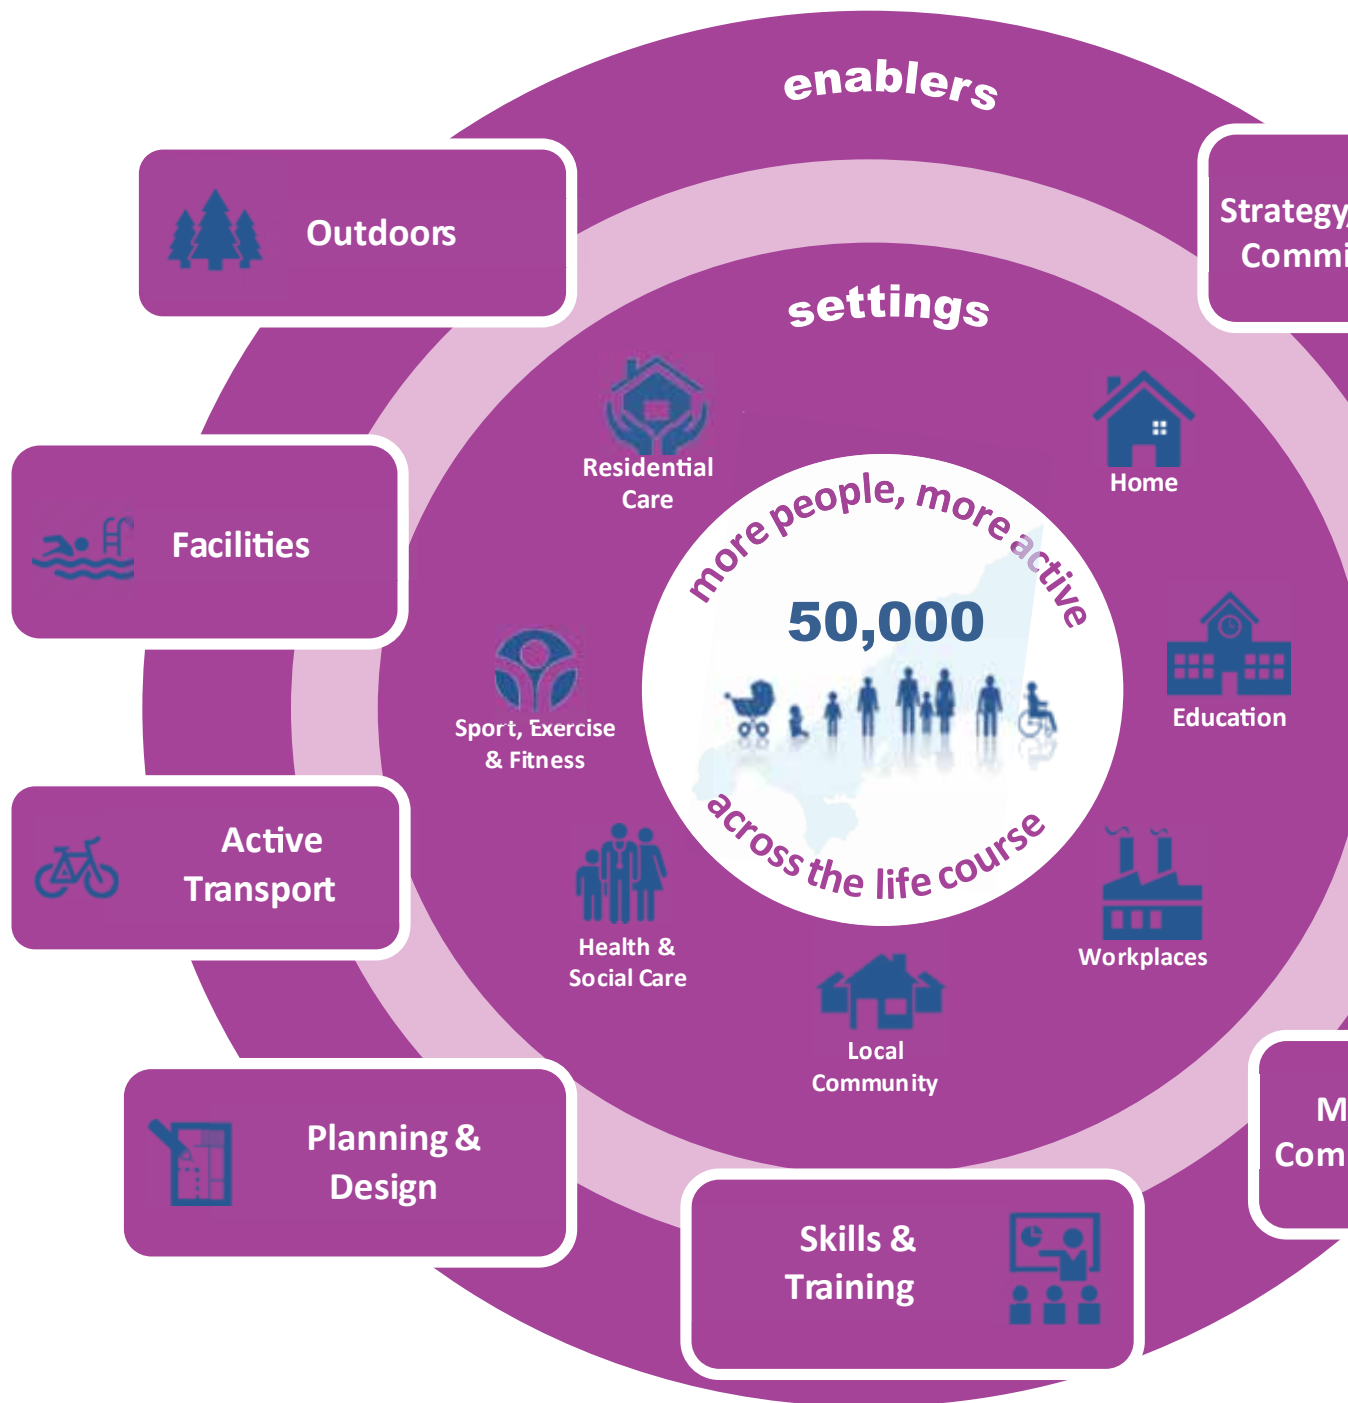 enablers
Outdoors
Strategy,
Commi
settings
Residential
Care
Home
more people, more active
50,000
across the life course
Facilities
Education
Sport, Exercise
& Fitness
Active
Transport
Health &
Social Care
Workplaces
Local
Community
Planning &
Design
M
Com
Skills &
Training